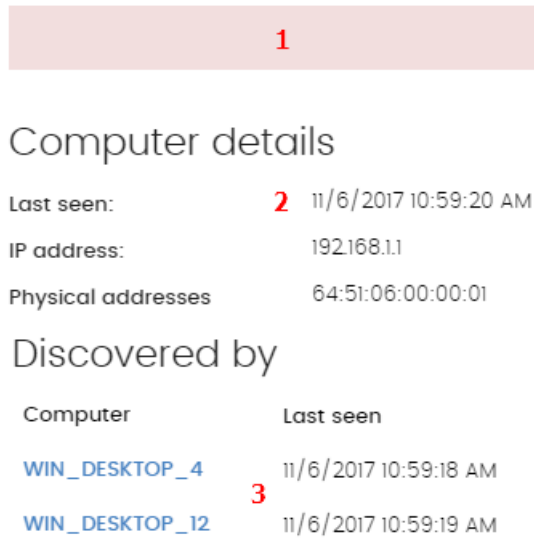 1
Computer details
Last seen: 2 11/6/2017 10:59:20 AM
IP address: 192.168.1.1
Physical addresses 64:51:06:00:00:01
Discovered by
Computer Last seen
WIN_DESKTOP_4 11/6/2017 10:59:18 AM
3
WIN_DESKTOP_12 11/6/2017 10:59:19 AM